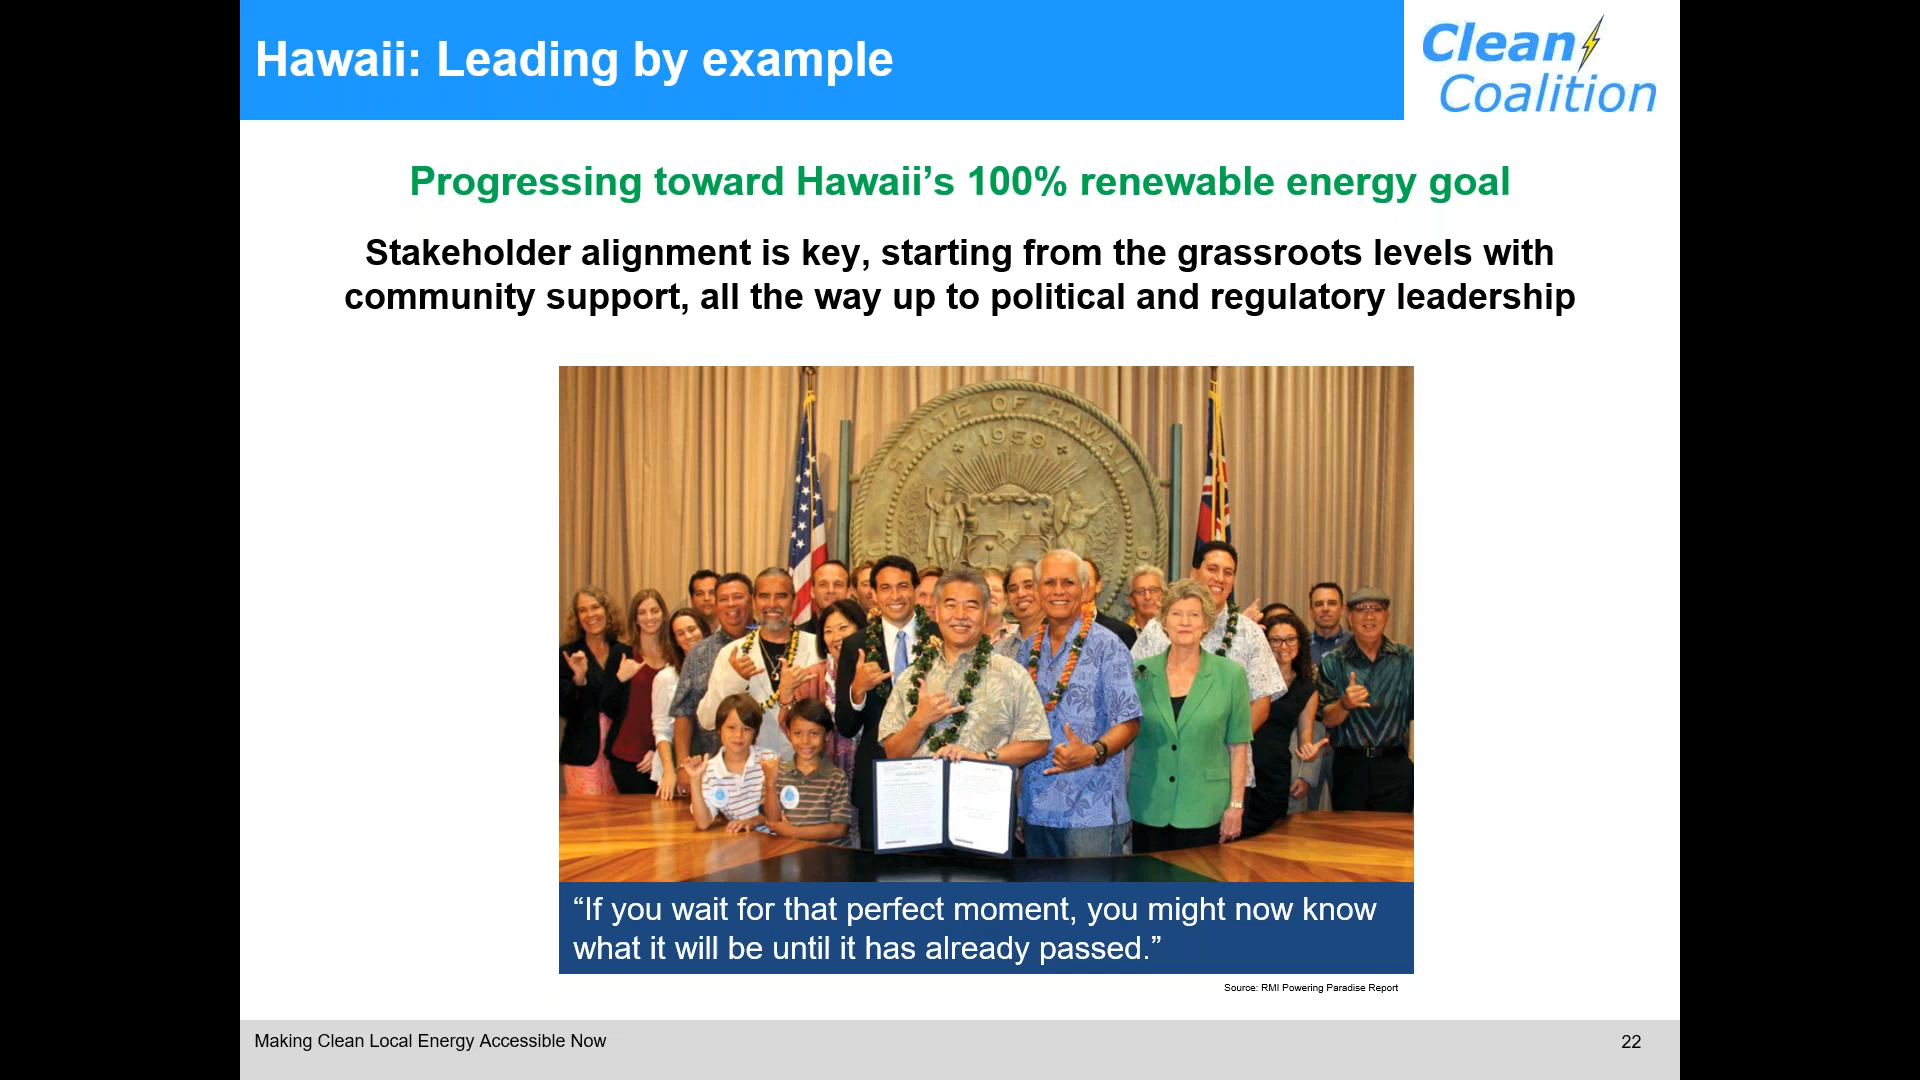 Hawaii: Leading by example
Clean
Coalition
Progressing toward Hawaii’s 100% renewable energy goal
Stakeholder alignment is key, starting from the grassroots levels with
community support, all the way up to political and regulatory leadership
STATE OF HAWAII
1959
“If you wait for that perfect moment, you might now know
what it will be until it has already passed.”
Source: RMI Powering Paradise Report
Making Clean Local Energy Accessible Now
22